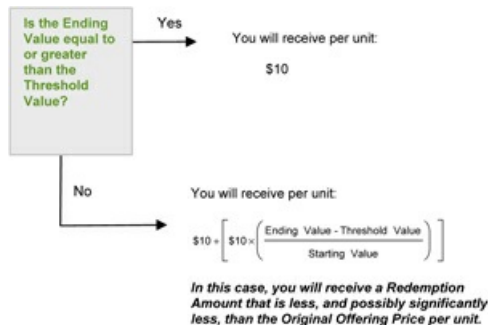 Is the Ending
Value equal to
or greater
than the
Threshold
Value?
Yes
You will receive per unit:
$10
No
You will receive per unit:
$10 + [ $10 × ( Ending Value - Threshold Value / Starting Value ) ]
In this case, you will receive a Redemption
Amount that is less, and possibly significantly
less, than the Original Offering Price per unit.